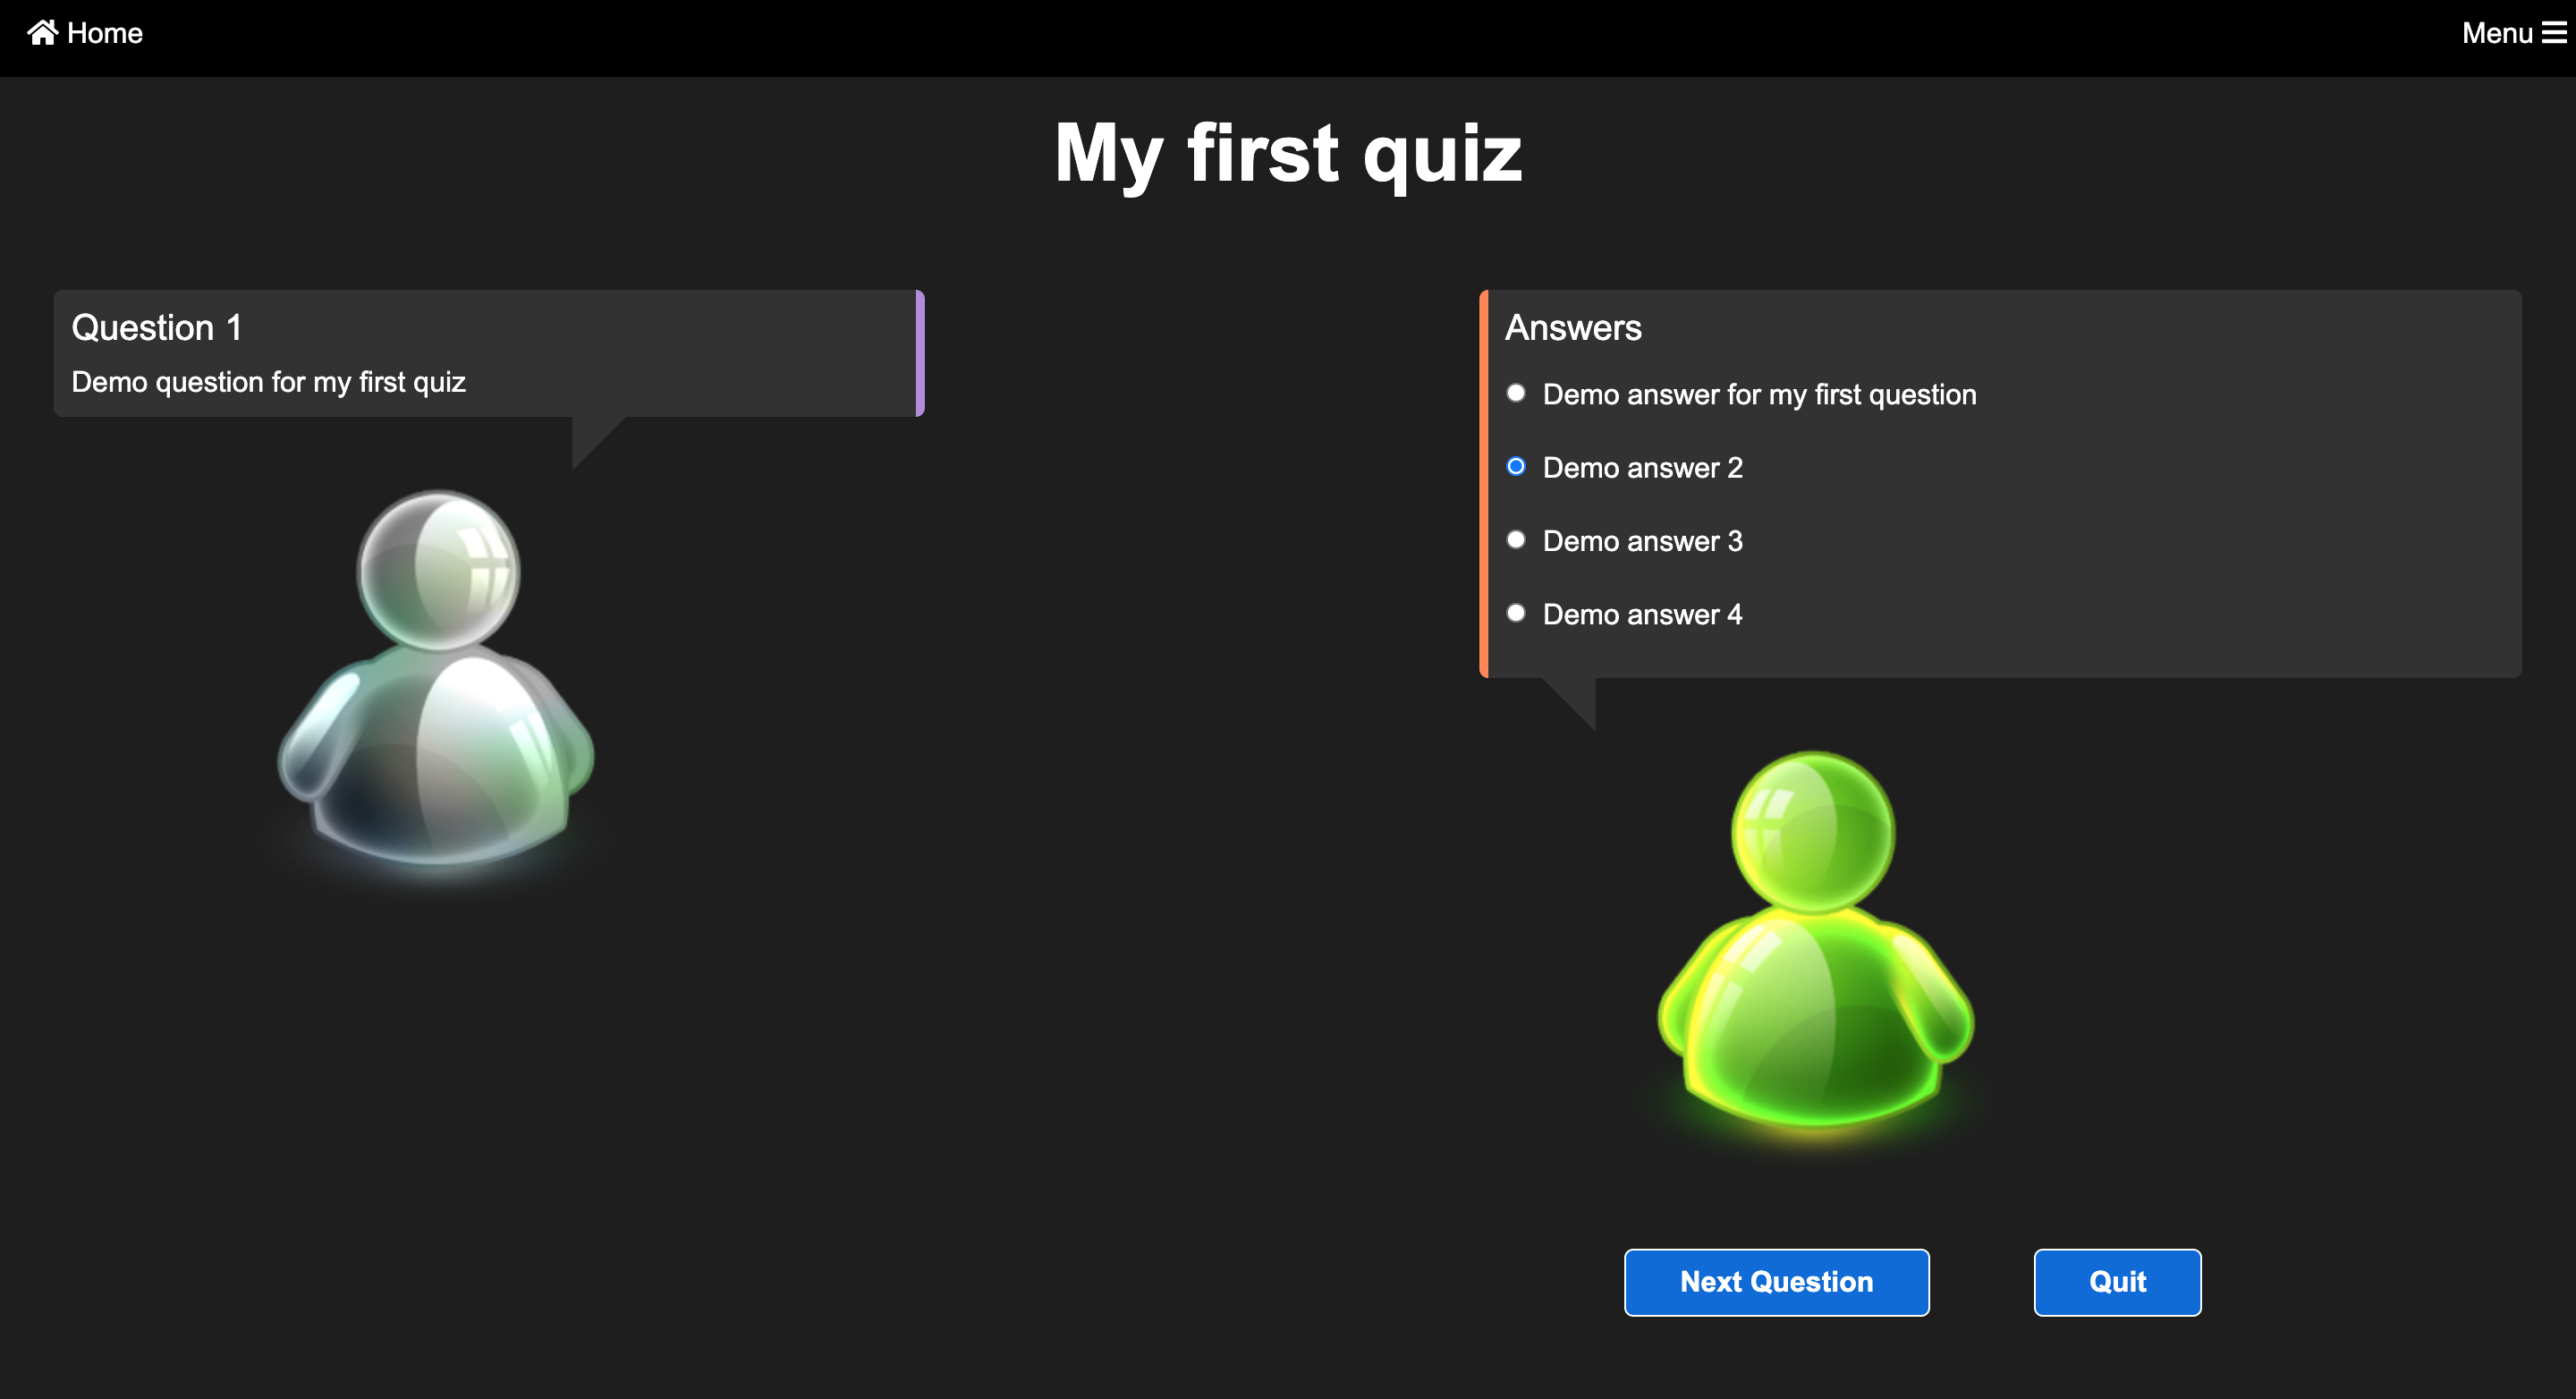 Home
Menu
My first quiz
Question 1
Demo question for my first quiz
Answers
Demo answer for my first question
Demo answer 2
Demo answer 3
Demo answer 4
Next Question
Quit